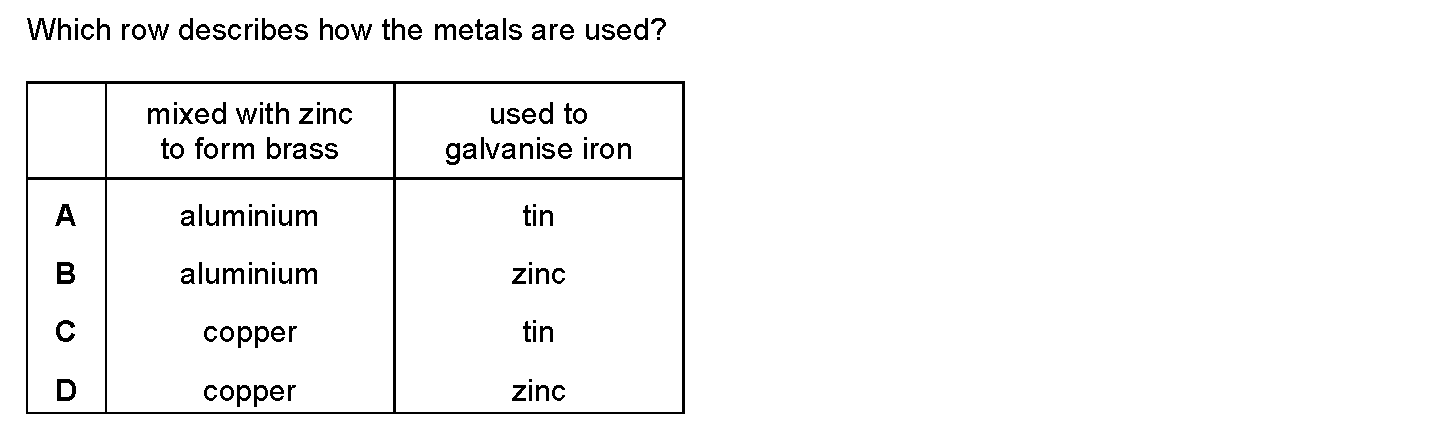 Which row describes how the metals are used?
mixed with zinc
to form brass
used to
galvanise iron
A aluminium tin
B aluminium zinc
C copper tin
D copper zinc